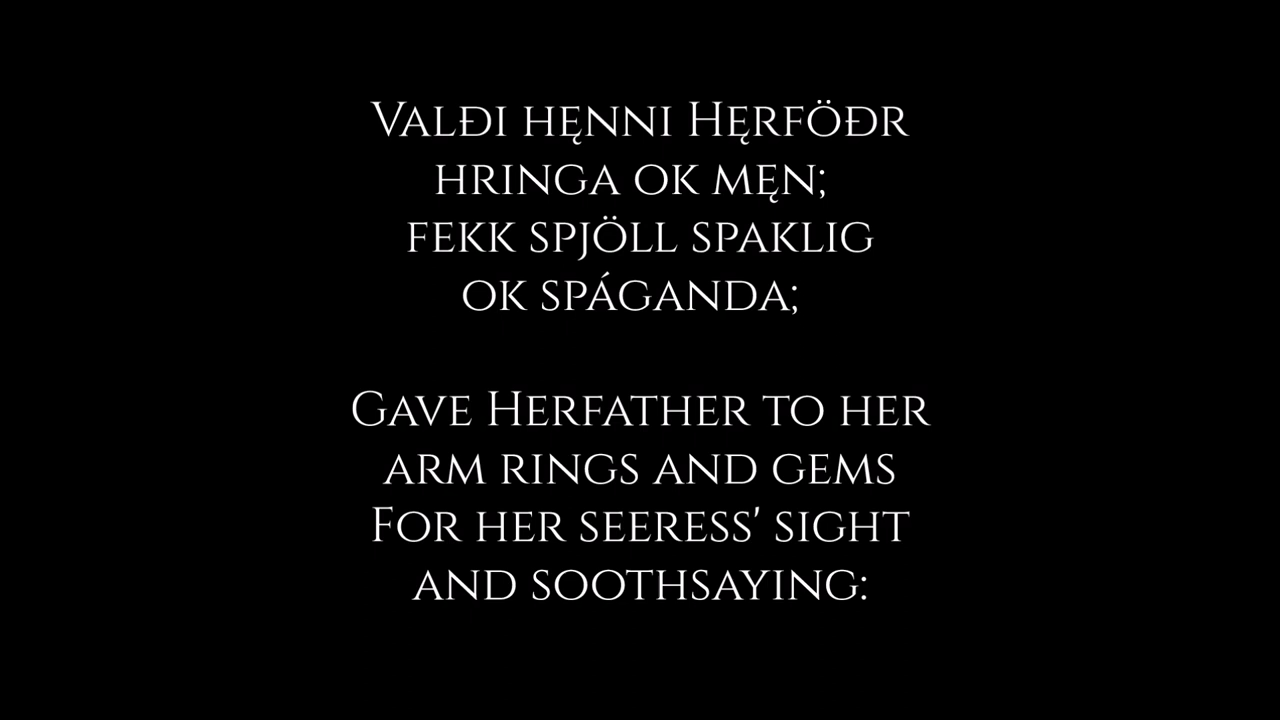 Valði hęnni Hęrföðr
hringa ok męn;
fekk spjöll spaklig
ok spáganda;
Gave Herfather to her
arm rings and gems
For her seeress' sight
and soothsaying: